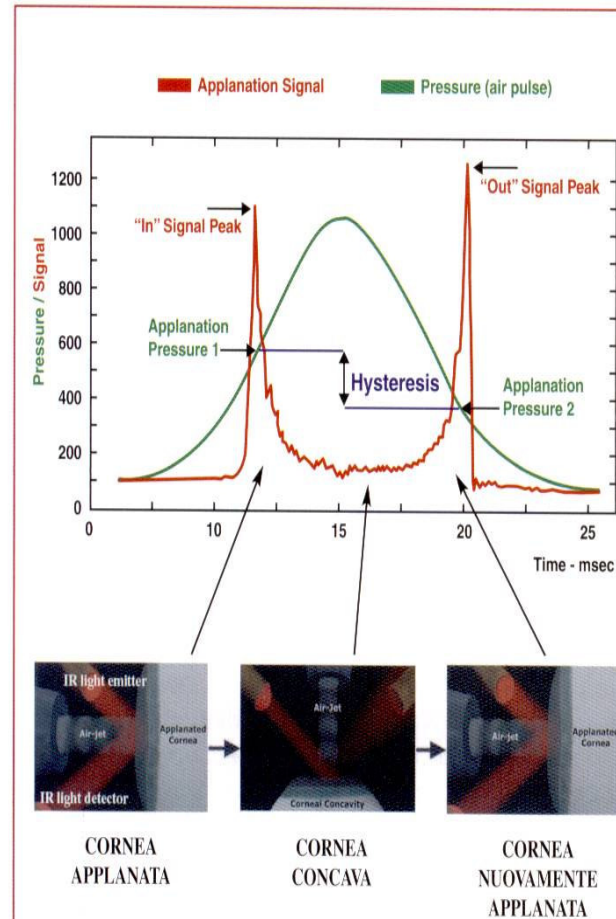 Applanation Signal
Pressure (air pulse)
Pressure / Signal
1200
1000
800
600
400
200
0
"In" Signal Peak
"Out" Signal Peak
Applanation
Pressure 1
Hysteresis
Applanation
Pressure 2
0
10
15
20
25
Time - msec
IR light emitter
Air-jet
Applanated
Cornea
IR light detector
Air-Jet
Corneal Concavity
Air-jet
Applanated
Cornea
CORNEA
APPLANATA
CORNEA
CONCAVA
CORNEA
NUOVAMENTE
APPLANATA